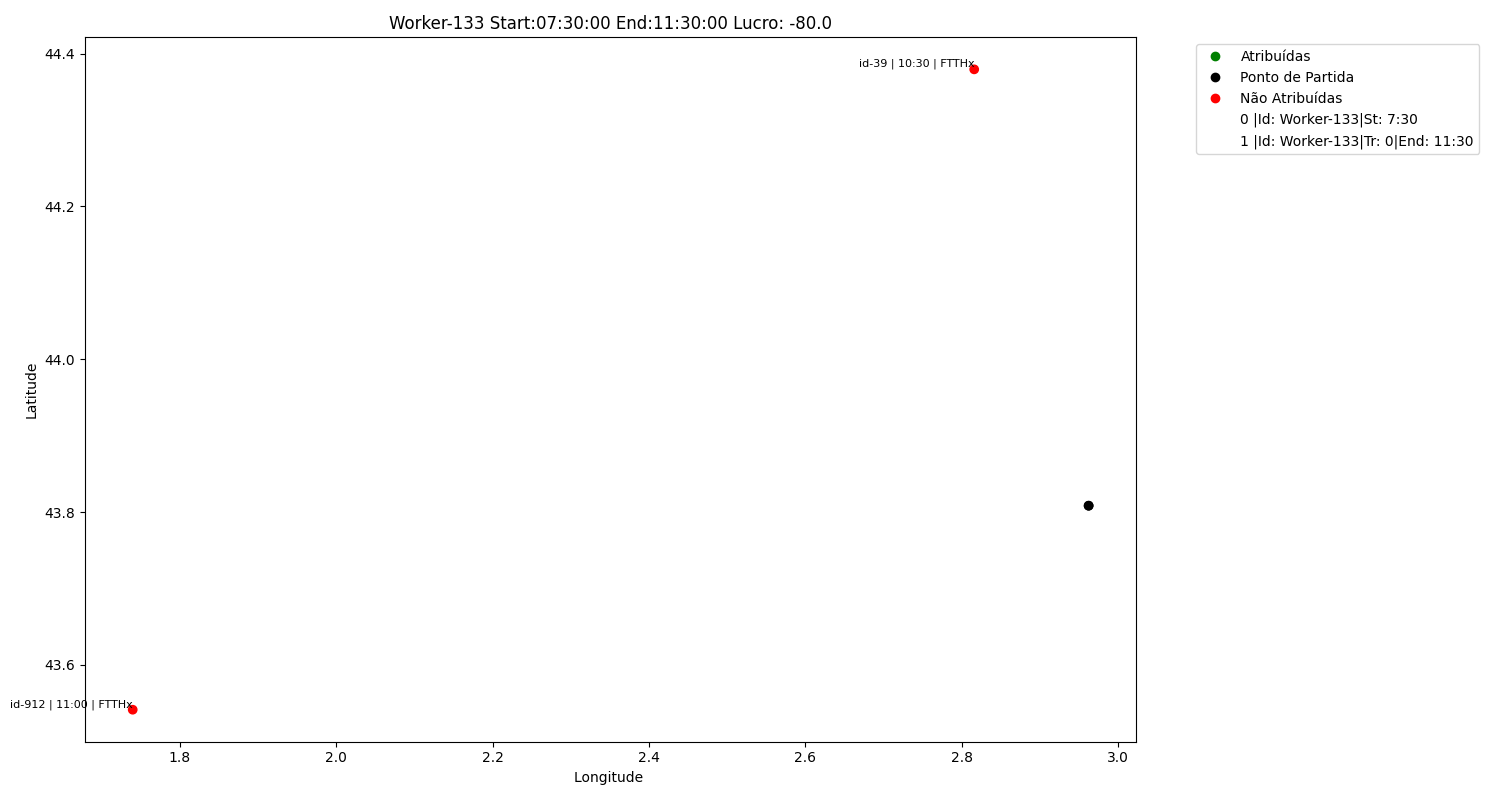 Worker-133 Start:07:30:00 End:11:30:00 Lucro: -80.0
Atribuídas
Ponto de Partida
Não Atribuídas
0 |Id: Worker-133|St: 7:30
1 |Id: Worker-133|Tr: 0|End: 11:30
id-39 | 10:30 | FTTHx
id-912 | 11:00 | FTTHx
Latitude
44.4
44.2
44.0
43.8
43.6
1.8
2.0
2.2
2.4
2.6
2.8
3.0
Longitude